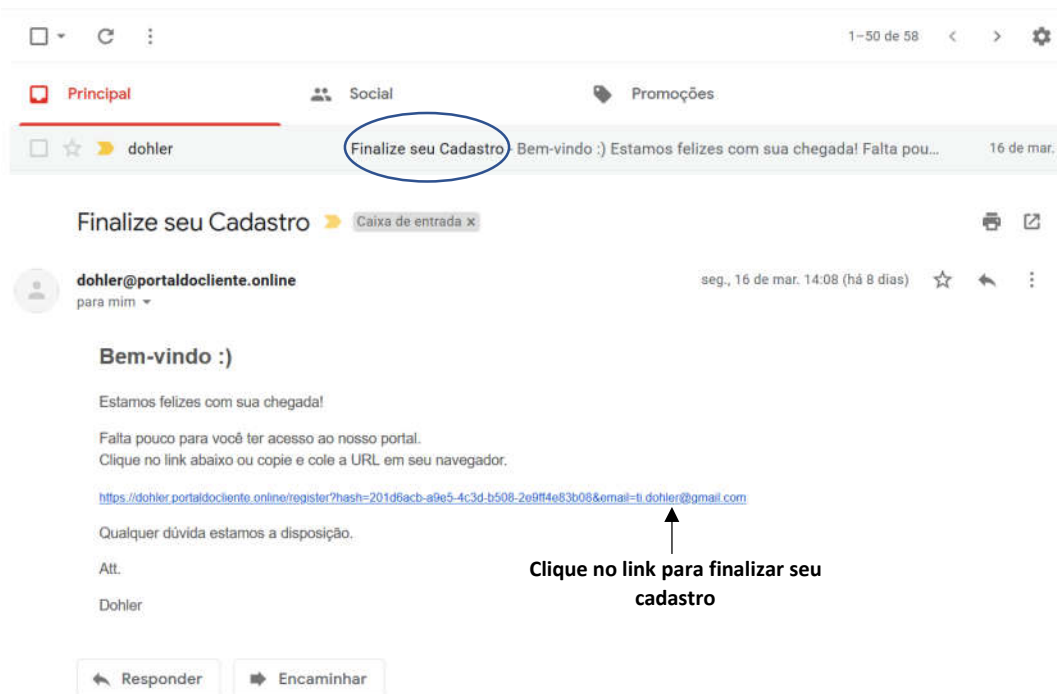 1–50 de 58
Principal
Social
Promoções
dohler
Finalize seu Cadastro - Bem-vindo :) Estamos felizes com sua chegada! Falta pou...
16 de mar.
Finalize seu Cadastro
Caixa de entrada x
dohler@portaldocliente.online
seg., 16 de mar. 14:08 (há 8 dias)
para mim
Bem-vindo :)
Estamos felizes com sua chegada!
Falta pouco para você ter acesso ao nosso portal.
Clique no link abaixo ou copie e cole a URL em seu navegador.
https://dohler.portaldocliente.online/register?hash=201d6acb-a9e5-4c3d-b508-2e9ff4e83b08&email=ti.dohler@gmail.com
Qualquer dúvida estamos a disposição.
Att.
Dohler
Clique no link para finalizar seu
cadastro
Responder
Encaminhar